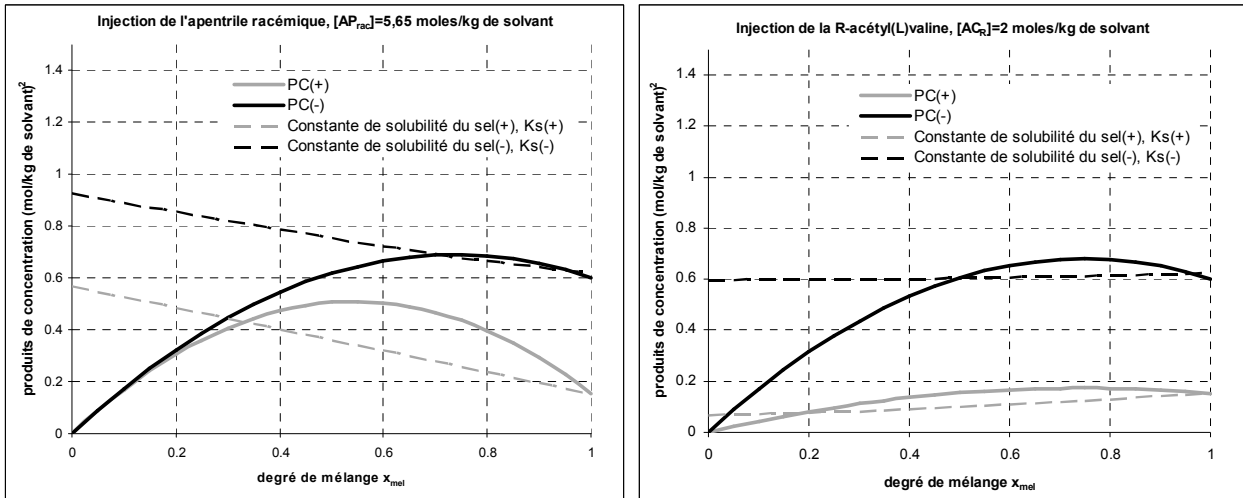 Injection de l'apentrile racémique, [APrac]=5,65 moles/kg de solvant
produits de concentration (mol/kg de solvant)²
1.4
1.2
1
0.8
0.6
0.4
0.2
0
PC(+)
PC(-)
Constante de solubilité du sel(+), Ks(+)
Constante de solubilité du sel(-), Ks(-)
0 0.2 0.4 0.6 0.8 1
degré de mélange xmel
Injection de la R-acétyl(L)valine, [ACR]=2 moles/kg de solvant
produits de concentration (mol/kg de solvant)²
1.4
1.2
1
0.8
0.6
0.4
0.2
0
PC(+)
PC(-)
Constante de solubilité du sel(+), Ks(+)
Constante de solubilité du sel(-), Ks(-)
0 0.2 0.4 0.6 0.8 1
degré de mélange xmel